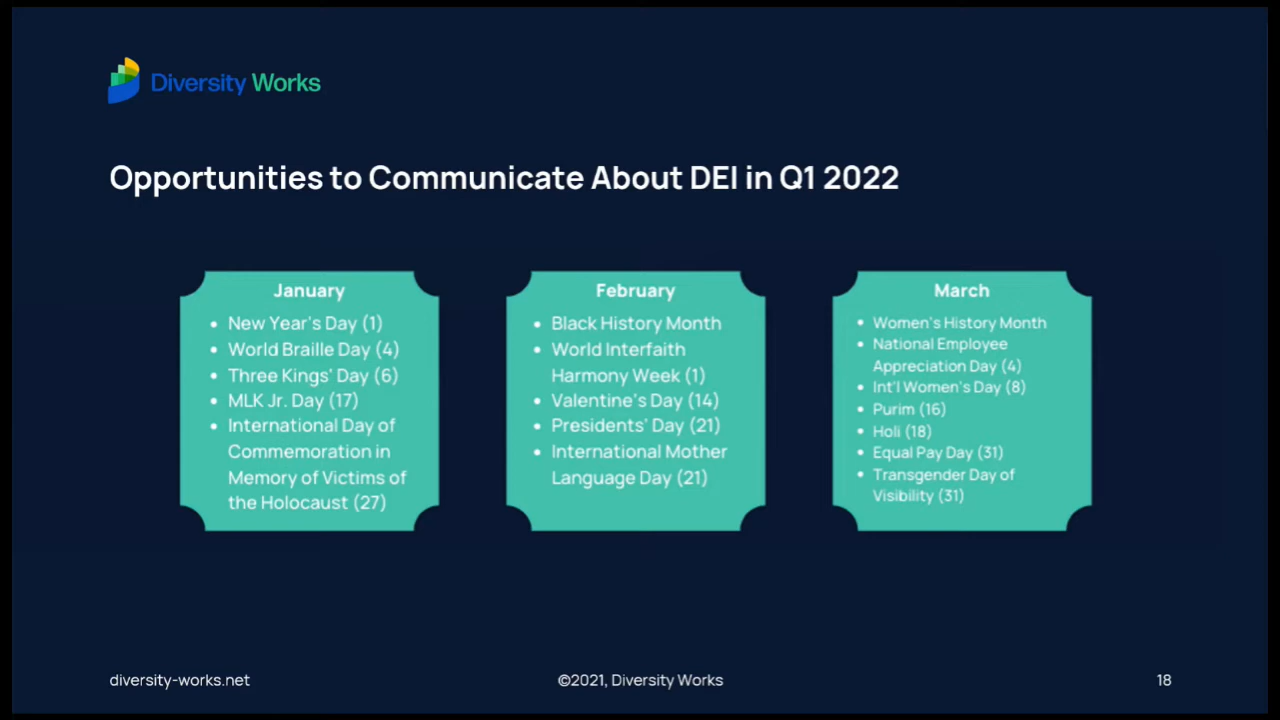 Diversity Works
Opportunities to Communicate About DEI in Q1 2022
January
• New Year's Day (1)
• World Braille Day (4)
• Three Kings' Day (6)
• MLK Jr. Day (17)
• International Day of
Commemoration in
Memory of Victims of
the Holocaust (27)
February
• Black History Month
• World Interfaith
Harmony Week (1)
• Valentine's Day (14)
• Presidents' Day (21)
• International Mother
Language Day (21)
March
• Women's History Month
• National Employee
Appreciation Day (4)
• Int'l Women's Day (8)
• Purim (16)
• Holi (18)
• Equal Pay Day (31)
• Transgender Day of
Visibility (31)
diversity-works.net
©2021, Diversity Works
18